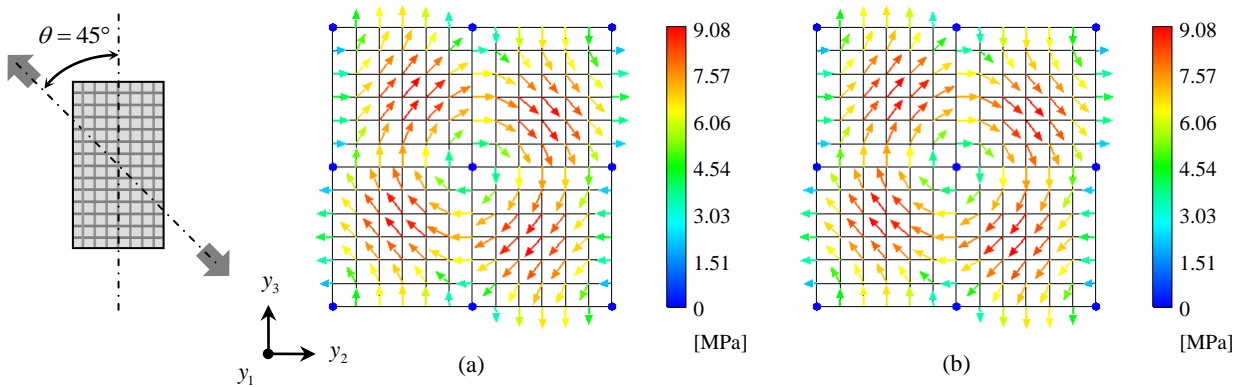 θ = 45°
y₃
y₂
y₁
9.08
7.57
6.06
4.54
3.03
1.51
0
[MPa]
(a)
9.08
7.57
6.06
4.54
3.03
1.51
0
[MPa]
(b)